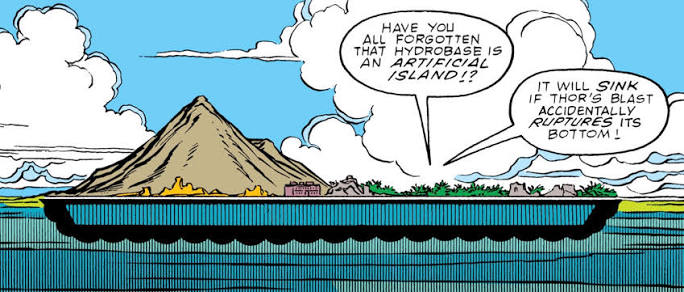 HAVE YOU
ALL FORGOTTEN
THAT HYDROBASE IS
AN ARTIFICIAL
ISLAND!?
IT WILL SINK
IF THOR'S BLAST
ACCIDENTALLY
RUPTURES ITS
BOTTOM!